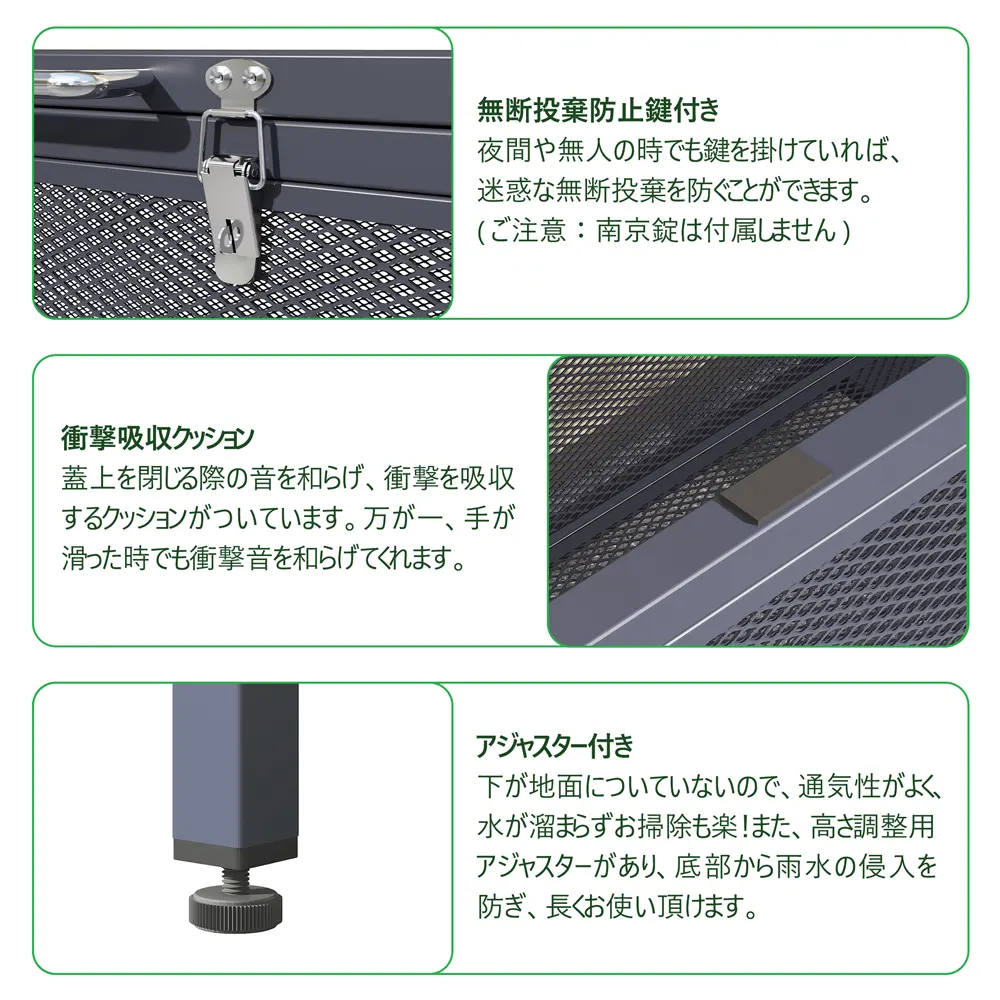 無断投棄防止鍵付き
夜間や無人の時でも鍵を掛けていれば、
迷惑な無断投棄を防ぐことができます。
(ご注意：南京錠は付属しません)
衝撃吸収クッション
蓋上を閉じる際の音を和らげ、衝撃を吸収
するクッションがついています。万が一、手が
滑った時でも衝撃音を和らげてくれます。
アジャスター付き
下が地面についていないので、通気性がよく、
水が溜まらずお掃除も楽！また、高さ調整用
アジャスターがあり、底部から雨水の侵入を
防ぎ、長くお使い頂けます。